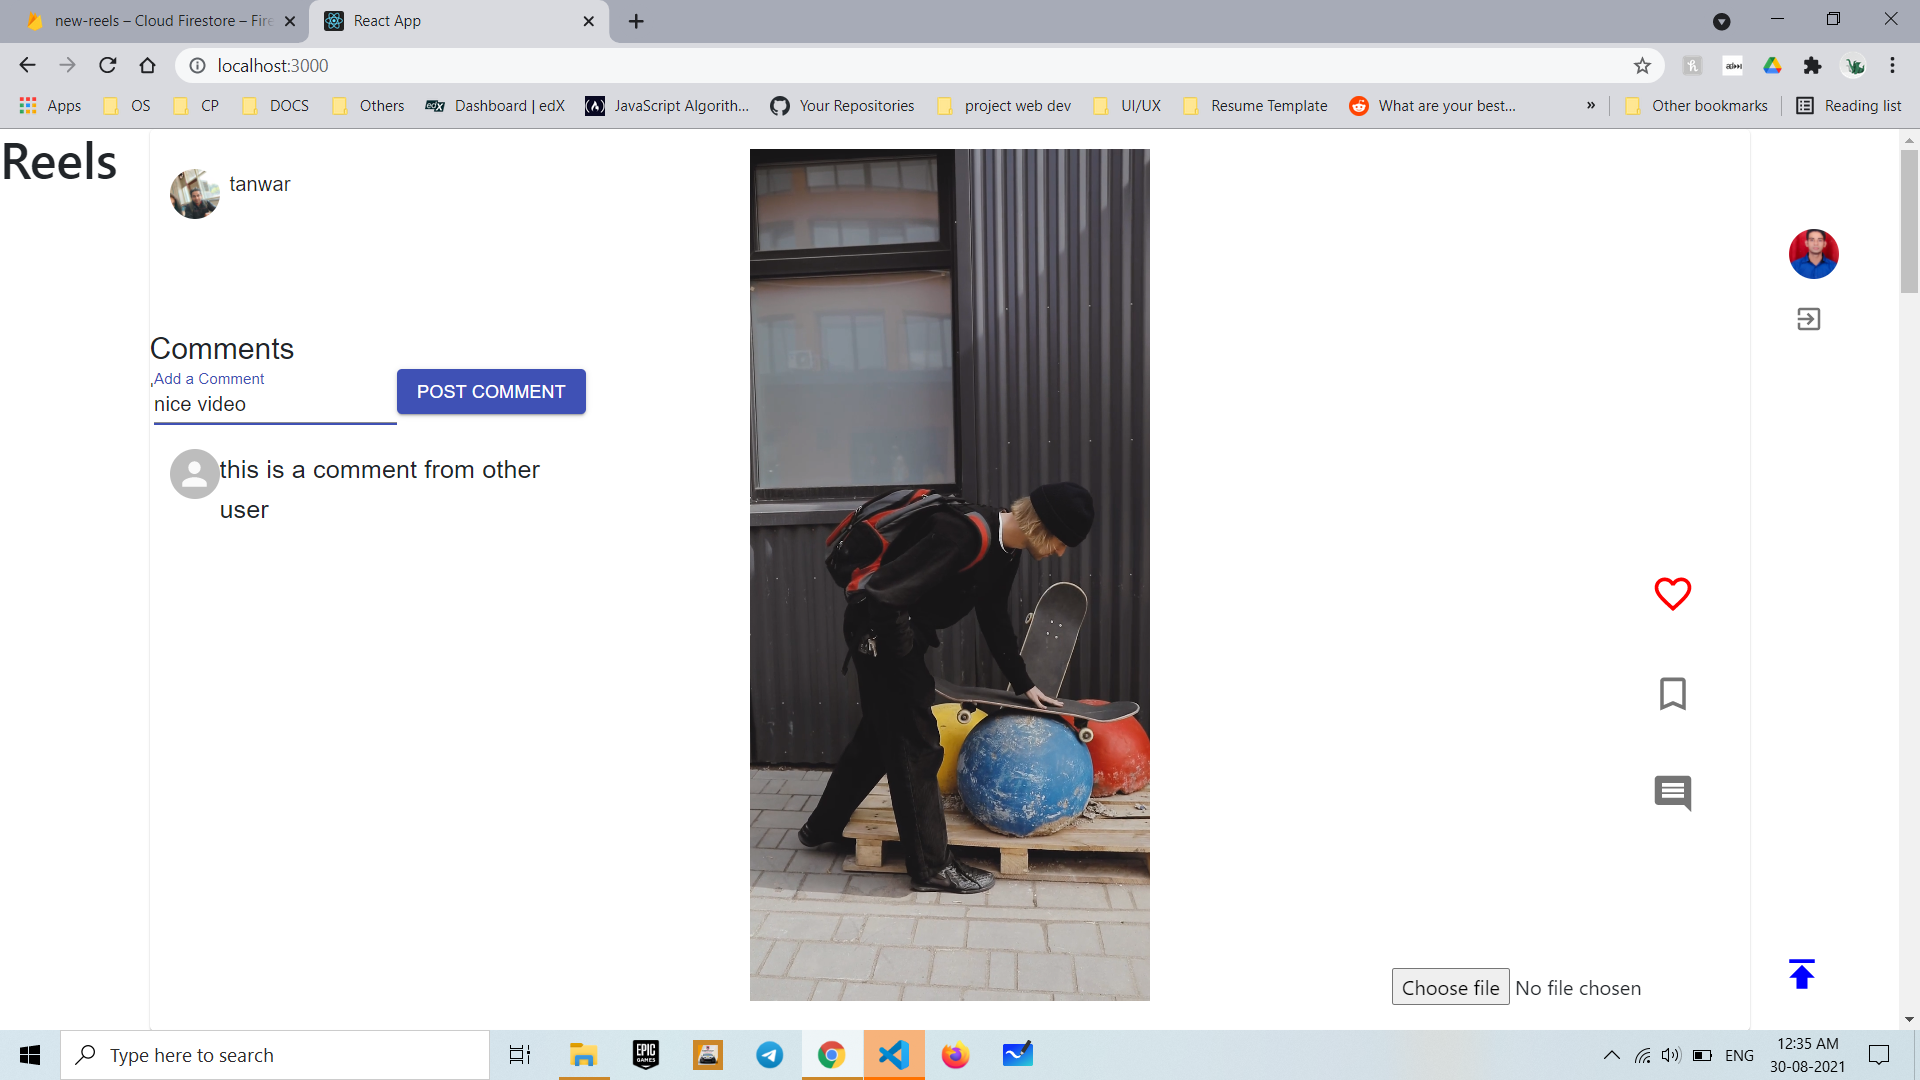 new-reels – Cloud Firestore – Fire
React App
localhost:3000
Apps
OS
CP
DOCS
Others
edX
Dashboard | edX
JavaScript Algorith...
Your Repositories
project web dev
UI/UX
Resume Template
What are your best...
»
Other bookmarks
Reading list
Reels
tanwar
Comments
Add a Comment
nice video
POST COMMENT
this is a comment from other
user
Choose file No file chosen
Type here to search
EPIC
GAMES
ENG
12:35 AM
30-08-2021